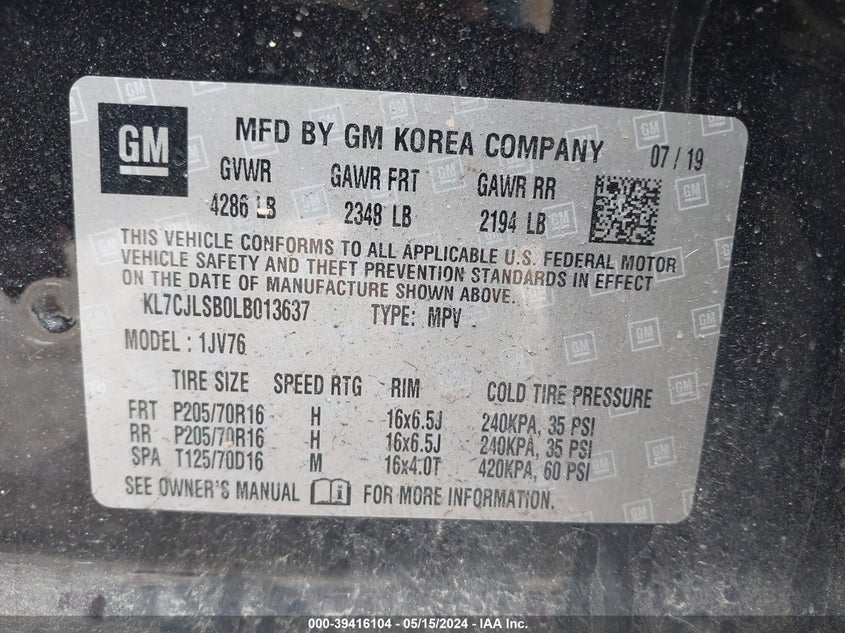 GM
MFD BY GM KOREA COMPANY 07 / 19
GVWR GAWR FRT GAWR RR
4286 LB 2348 LB 2194 LB
THIS VEHICLE CONFORMS TO ALL APPLICABLE U.S. FEDERAL MOTOR
VEHICLE SAFETY AND THEFT PREVENTION STANDARDS IN EFFECT
ON THE DATE OF MANUFACTURE SHOWN ABOVE.
KL7CJLSB0LB013637 TYPE: MPV
MODEL : 1JV76
TIRE SIZE SPEED RTG RIM COLD TIRE PRESSURE
FRT P205/70R16 H 16x6.5J 240KPA, 35 PSI
RR P205/70R16 H 16x6.5J 240KPA, 35 PSI
SPA T125/70D16 M 16x4.0T 420KPA, 60 PSI
SEE OWNER'S MANUAL FOR MORE INFORMATION.
000-39416104 - 05/15/2024 - IAA Inc.